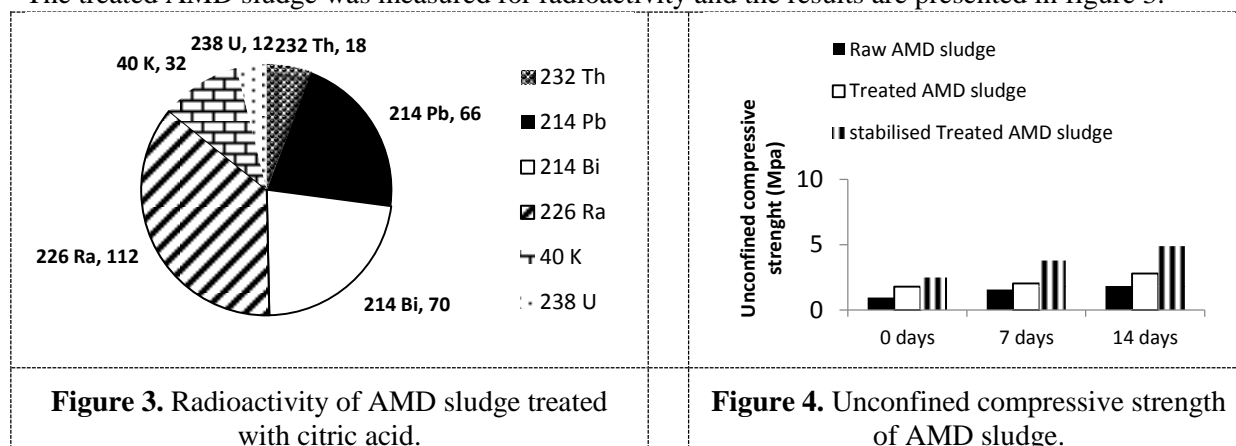 The treated AMD sludge was measured for radioactivity and the results are presented in figure 3.
238 U, 12
232 Th, 18
40 K, 32
214 Pb, 66
226 Ra, 112
214 Bi, 70
232 Th
214 Pb
214 Bi
226 Ra
40 K
238 U
Figure 3. Radioactivity of AMD sludge treated
with citric acid.
Raw AMD sludge
Treated AMD sludge
stabilised Treated AMD sludge
Unconfined compressive
strenght (Mpa)
10
5
0
0 days
7 days
14 days
Figure 4. Unconfined compressive strength
of AMD sludge.